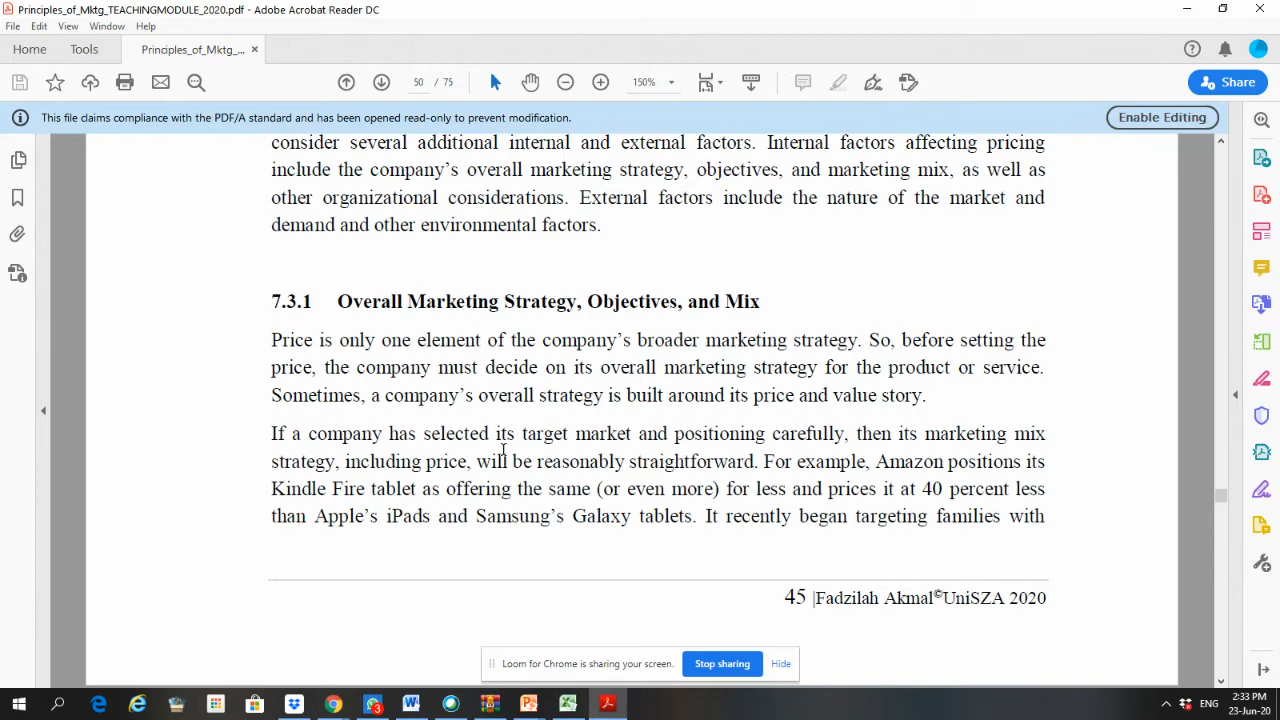 Principles_of_Mktg_TEACHINGMODULE_2020.pdf - Adobe Acrobat Reader DC
File Edit View Window Help
Home Tools Principles_of_Mktg_... ×
50 / 75 150%
Share
This file claims compliance with the PDF/A standard and has been opened read-only to prevent modification.
Enable Editing
consider several additional internal and external factors. Internal factors affecting pricing
include the company’s overall marketing strategy, objectives, and marketing mix, as well as
other organizational considerations. External factors include the nature of the market and
demand and other environmental factors.
7.3.1 Overall Marketing Strategy, Objectives, and Mix
Price is only one element of the company’s broader marketing strategy. So, before setting the
price, the company must decide on its overall marketing strategy for the product or service.
Sometimes, a company’s overall strategy is built around its price and value story.
If a company has selected its target market and positioning carefully, then its marketing mix
strategy, including price, will be reasonably straightforward. For example, Amazon positions its
Kindle Fire tablet as offering the same (or even more) for less and prices it at 40 percent less
than Apple’s iPads and Samsung’s Galaxy tablets. It recently began targeting families with
45 |Fadzilah Akmal©UniSZA 2020
Loom for Chrome is sharing your screen. Stop sharing Hide
3
ENG
2:33 PM
23-Jun-20